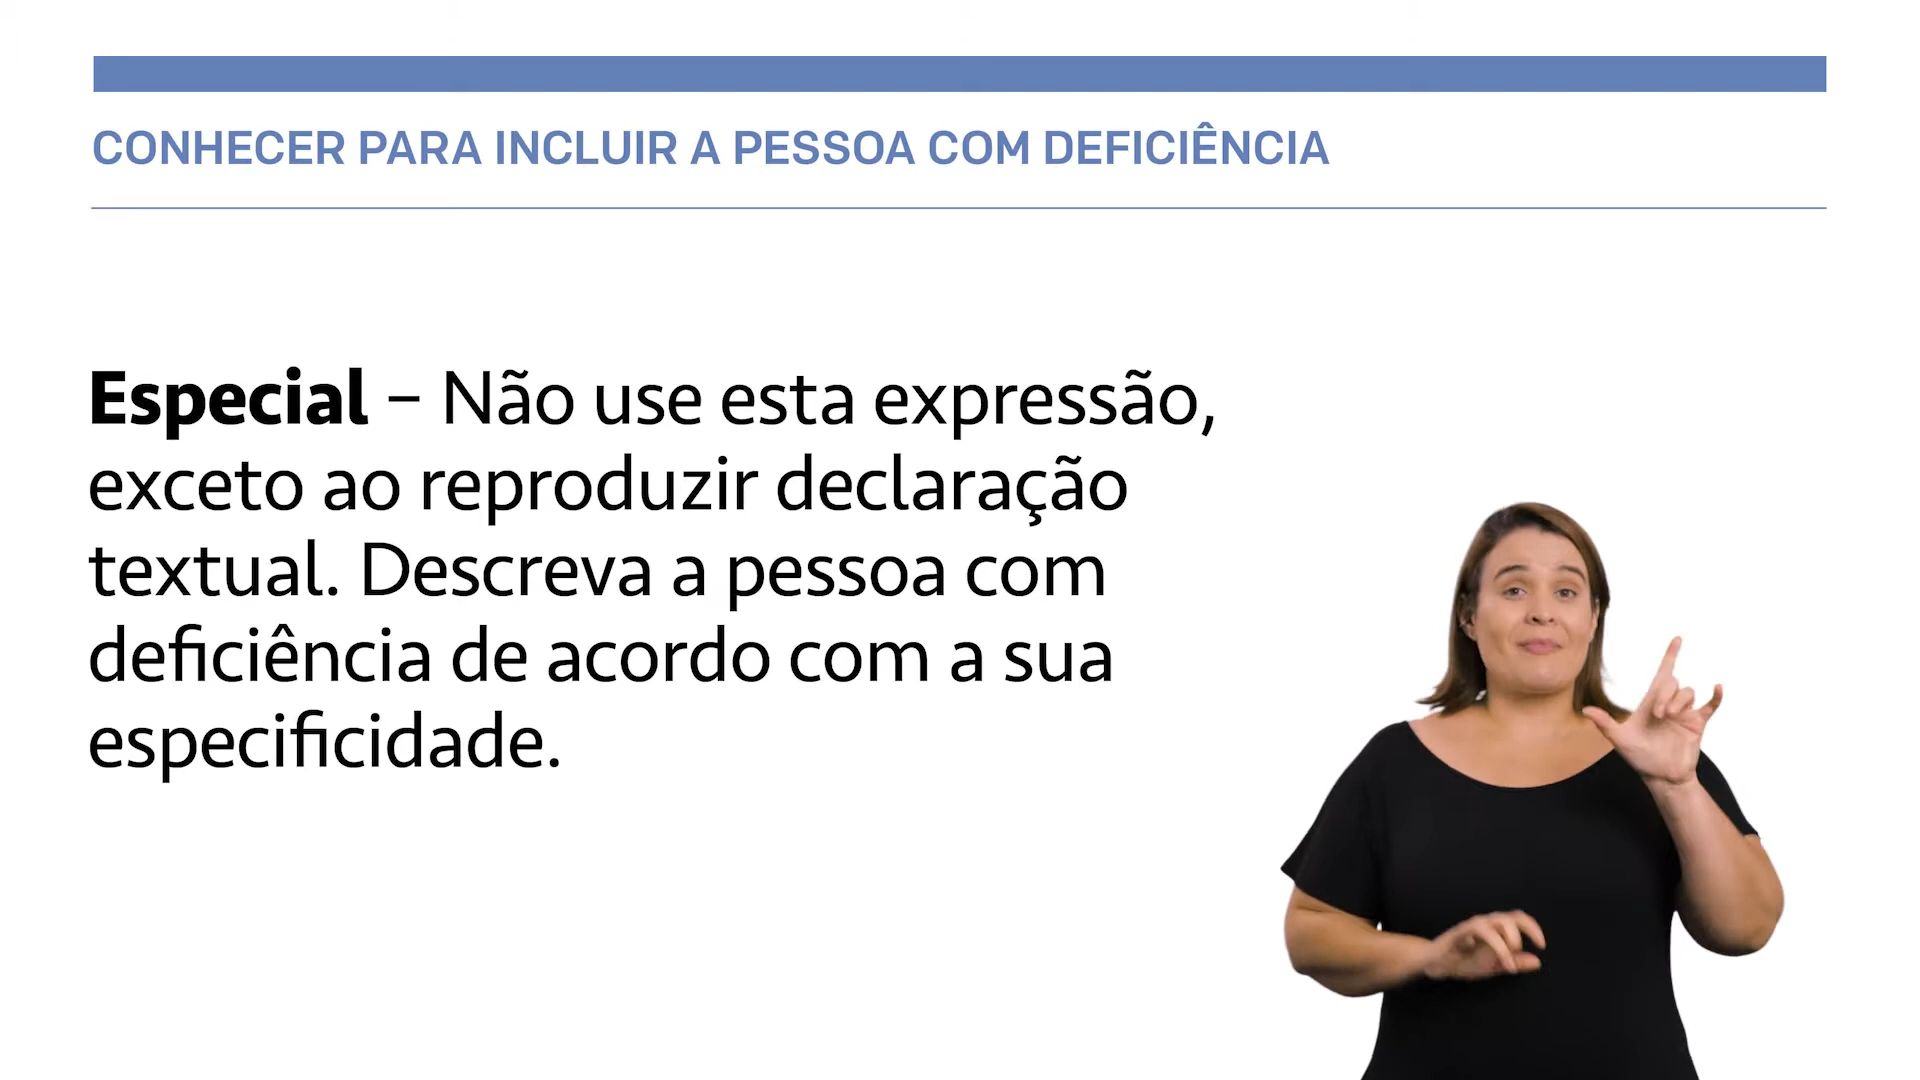 CONHECER PARA INCLUIR A PESSOA COM DEFICIÊNCIA
Especial – Não use esta expressão,
exceto ao reproduzir declaração
textual. Descreva a pessoa com
deficiência de acordo com a sua
especificidade.